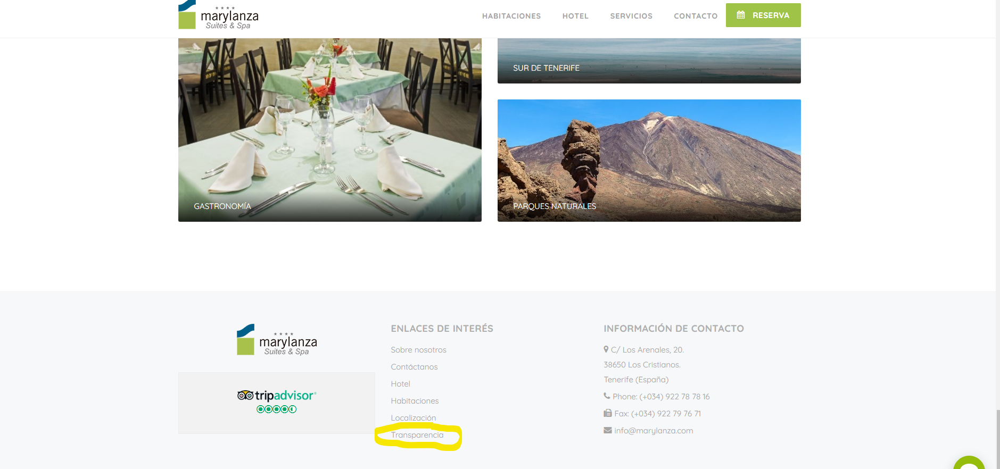 marylanza
Suites & Spa
HABITACIONES
HOTEL
SERVICIOS
CONTACTO
RESERVA
SUR DE TENERIFE
GASTRONOMÍA
PARQUES NATURALES
marylanza
Suites & Spa
tripadvisor®
ENLACES DE INTERÉS
Sobre nosotros
Contáctanos
Hotel
Habitaciones
Localización
Transparencia
INFORMACIÓN DE CONTACTO
C/ Los Arenales, 20.
38650 Los Cristianos.
Tenerife (España)
Phone: (+034) 922 78 78 16
Fax: (+034) 922 79 76 71
info@marylanza.com